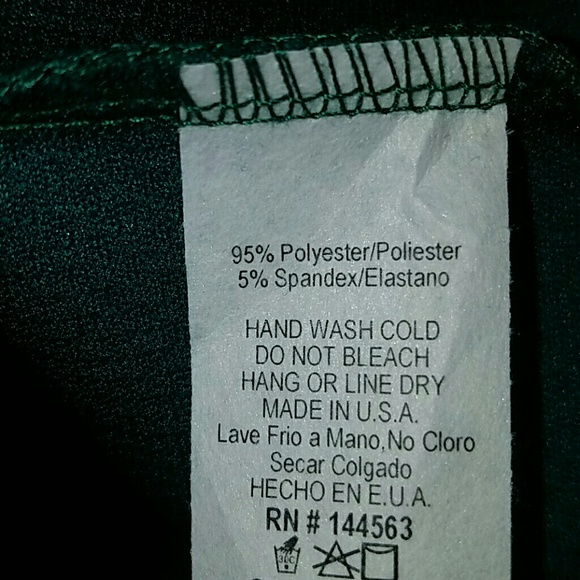 95% Polyester/Poliester
5% Spandex/Elastano
HAND WASH COLD
DO NOT BLEACH
HANG OR LINE DRY
MADE IN U.S.A.
Lave Frio a Mano,No Cloro
Secar Colgado
HECHO EN E.U.A.
RN # 144563
30C